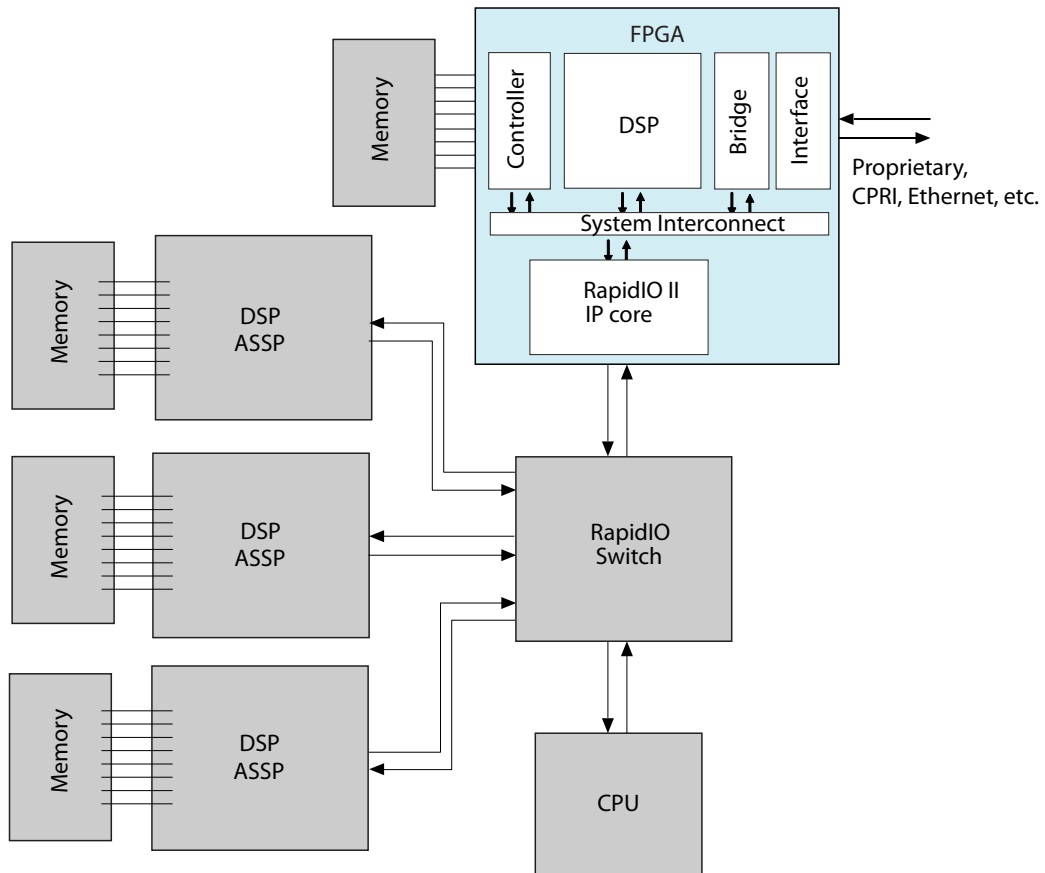 FPGA
Memory
Controller
DSP
Bridge
Interface
Proprietary,
CPRI, Ethernet, etc.
System Interconnect
RapidIO II
IP core
Memory
DSP
ASSP
Memory
DSP
ASSP
RapidIO
Switch
Memory
DSP
ASSP
CPU